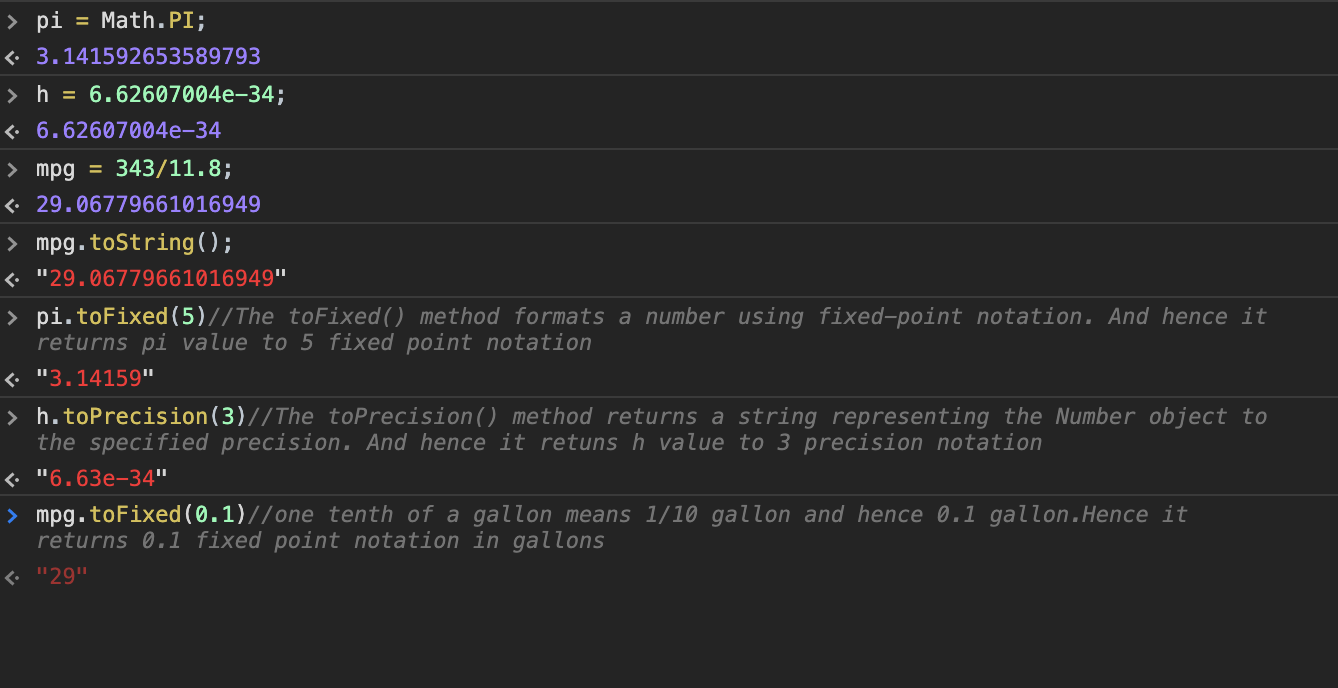 > pi = Math.PI;
<· 3.141592653589793
> h = 6.62607004e-34;
<· 6.62607004e-34
> mpg = 343/11.8;
<· 29.06779661016949
> mpg.toString();
<· "29.06779661016949"
> pi.toFixed(5)//The toFixed() method formats a number using fixed-point notation. And hence it
returns pi value to 5 fixed point notation
<· "3.14159"
> h.toPrecision(3)//The toPrecision() method returns a string representing the Number object to
the specified precision. And hence it retuns h value to 3 precision notation
<· "6.63e-34"
> mpg.toFixed(0.1)//one tenth of a gallon means 1/10 gallon and hence 0.1 gallon.Hence it
returns 0.1 fixed point notation in gallons
<· "29"